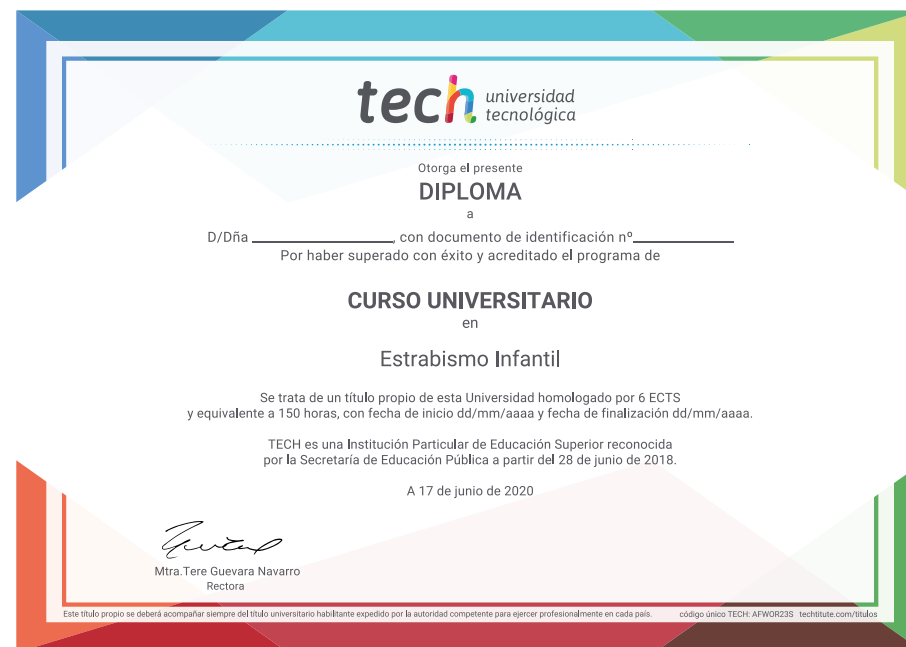 tech universidad
tecnológica
Otorga el presente
DIPLOMA
a
D/Dña ____________________, con documento de identificación nº______________
Por haber superado con éxito y acreditado el programa de
CURSO UNIVERSITARIO
en
Estrabismo Infantil
Se trata de un título propio de esta Universidad homologado por 6 ECTS
y equivalente a 150 horas, con fecha de inicio dd/mm/aaaa y fecha de finalización dd/mm/aaaa.
TECH es una Institución Particular de Educación Superior reconocida
por la Secretaría de Educación Pública a partir del 28 de junio de 2018.
A 17 de junio de 2020
Mtra.Tere Guevara Navarro
Rectora
Este título propio se deberá acompañar siempre del título universitario habilitante expedido por la autoridad competente para ejercer profesionalmente en cada país. código único TECH: AFWOR23S techtitute.com/titulos